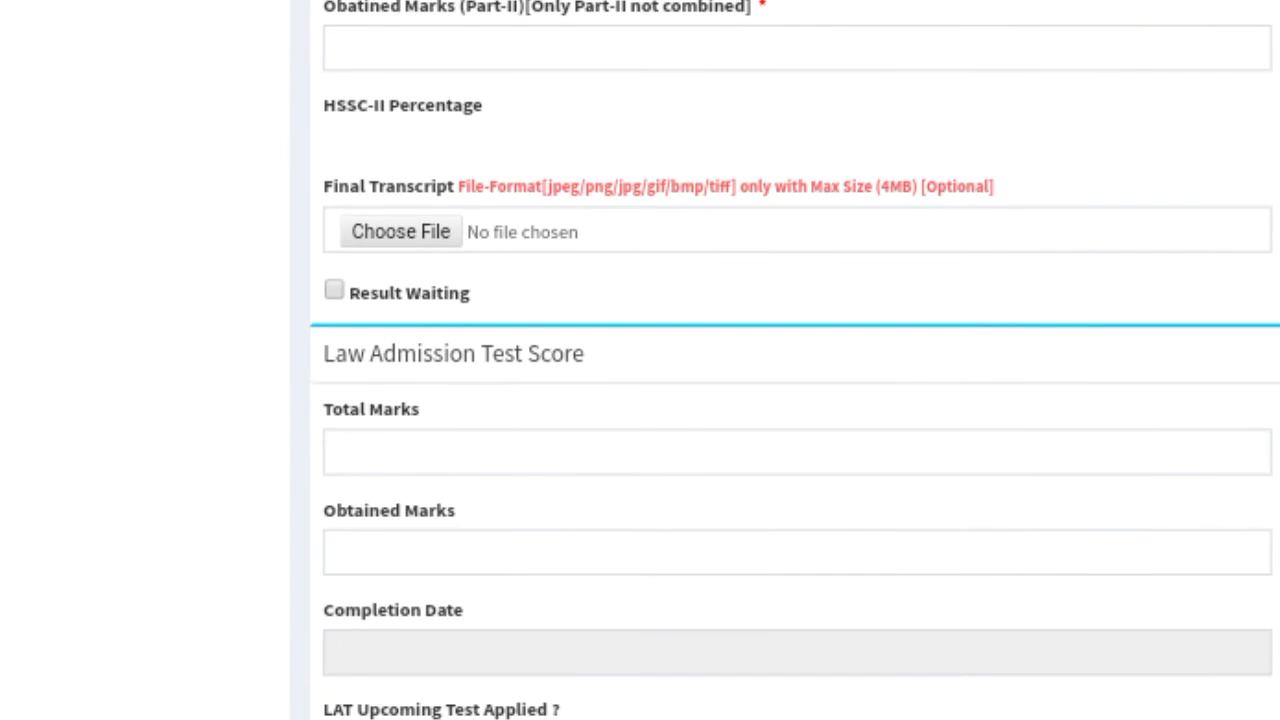 Obatined Marks (Part-II)[Only Part-II not combined] *
HSSC-II Percentage
Final Transcript File-Format[jpeg/png/jpg/gif/bmp/tiff] only with Max Size (4MB) [Optional]
Choose File No file chosen
Result Waiting
Law Admission Test Score
Total Marks
Obtained Marks
Completion Date
LAT Upcoming Test Applied ?